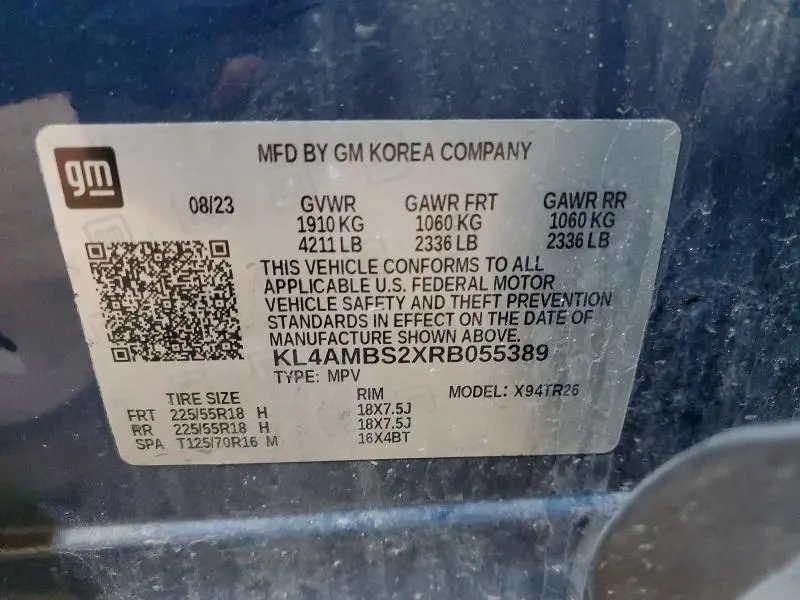 gm
MFD BY GM KOREA COMPANY
08/23 GVWR GAWR FRT GAWR RR
1910 KG 1060 KG 1060 KG
4211 LB 2336 LB 2336 LB
THIS VEHICLE CONFORMS TO ALL
APPLICABLE U.S. FEDERAL MOTOR
VEHICLE SAFETY AND THEFT PREVENTION
STANDARDS IN EFFECT ON THE DATE OF
MANUFACTURE SHOWN ABOVE.
KL4AMBS2XRB055389
TYPE: MPV MODEL: X94TR26
TIRE SIZE RIM
FRT 225/55R18 H 18X7.5J
RR 225/55R18 H 18X7.5J
SPA T125/70R16 M 16X4BT